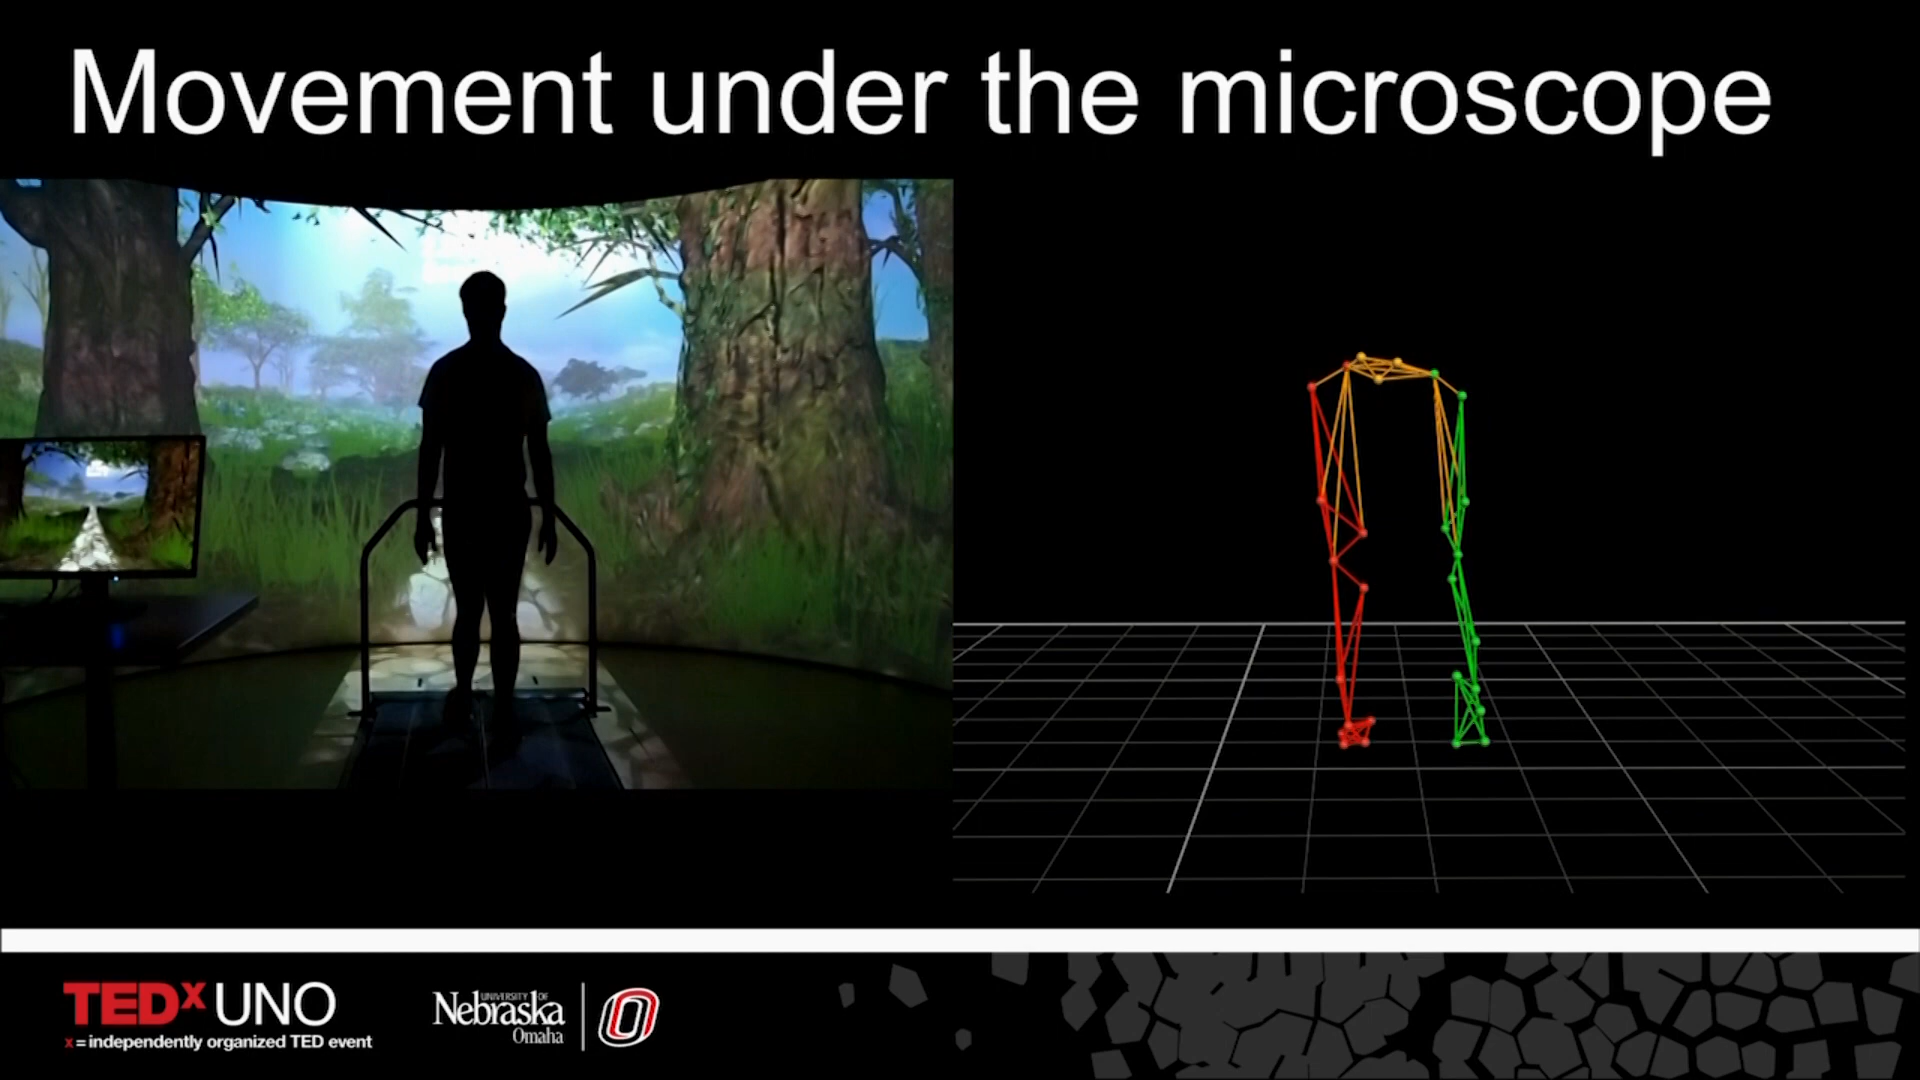 Movement under the microscope
TEDx UNO
x = independently organized TED event
UNIVERSITY OF
Nebraska
Omaha
O